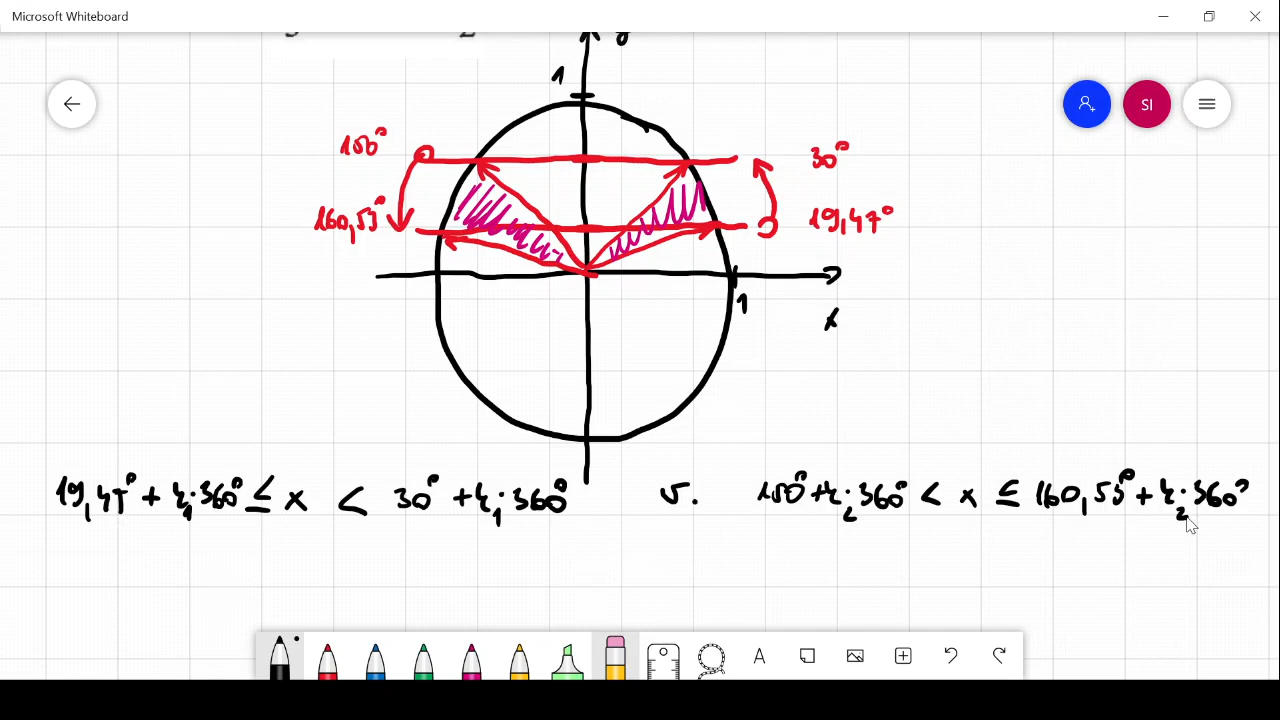 Microsoft Whiteboard
y
1
150°
30°
SI
160,53°
19,47°
1
x
19,47° + k₁·360° ≤ x < 30° + k₁·360° v. 150° + k₂·360° < x ≤ 160,53° + k₂·360°
A